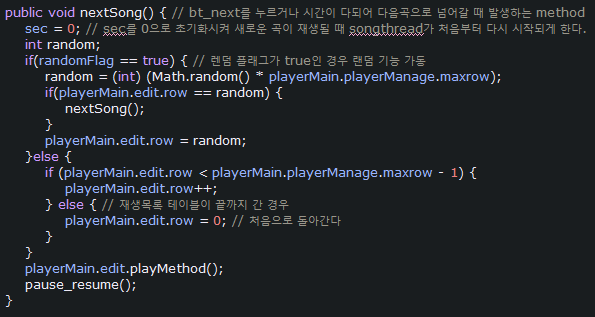 public void nextSong() { // bt_next를 누르거나 시간이 다되어 다음곡으로 넘어갈 때 발생하는 method
sec = 0; // sec를 0으로 초기화시켜 새로운 곡이 재생될 때 songthread가 처음부터 다시 시작되게 한다.
int random;
if(randomFlag == true) { // 렌덤 플래그가 true인 경우 랜덤 기능 가동
random = (int) (Math.random() * playerMain.playerManage.maxrow);
if(playerMain.edit.row == random) {
nextSong();
}
playerMain.edit.row = random;
}else {
if (playerMain.edit.row < playerMain.playerManage.maxrow - 1) {
playerMain.edit.row++;
} else { // 재생목록 테이블이 끝까지 간 경우
playerMain.edit.row = 0; // 처음으로 돌아간다
}
}
playerMain.edit.playMethod();
pause_resume();
}